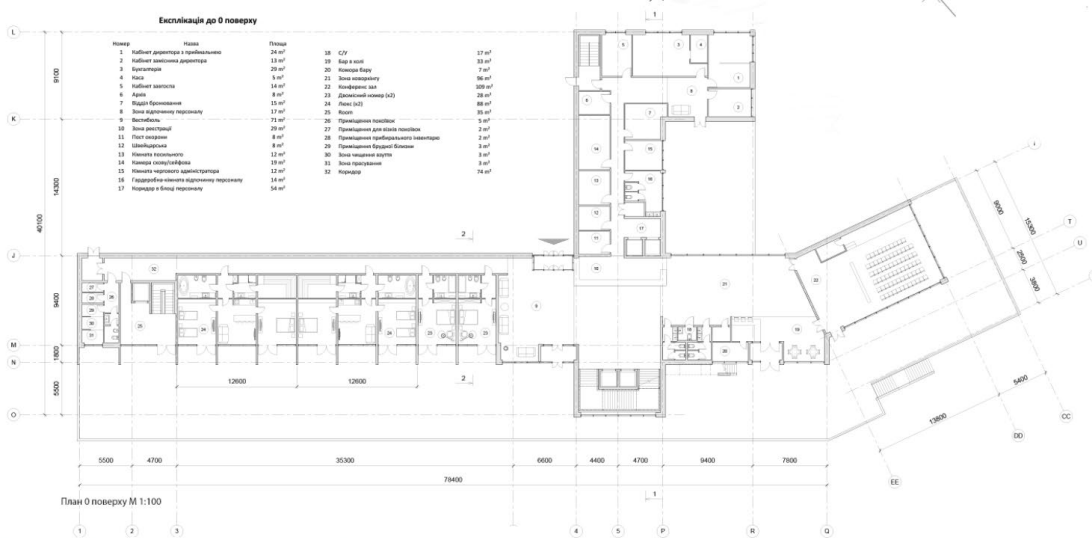 Експлікація до 0 поверху
Номер Назва Площа
1 Кабінет директора з приймальнею 24 m²
2 Кабінет замісника директора 13 m²
3 Бухгалтерія 29 m²
4 Каса 5 m²
5 Кабінет завгоспа 14 m²
6 Архів 8 m²
7 Відділ бронювання 15 m²
8 Зона відпочинку персоналу 17 m²
9 Вестибюль 71 m²
10 Зона реєстрації 29 m²
11 Пост охорони 8 m²
12 Швейцарська 8 m²
13 Кімната посильного 12 m²
14 Камера схову/сейфова 19 m²
15 Кімната чергового адміністратора 12 m²
16 Гардеробна-кімната відпочинку персоналу 14 m²
17 Коридор в блоці персоналу 54 m²
18 С/У 17 m²
19 Бар в холі 33 m²
20 Комора бару 7 m²
21 Зона коворкінгу 96 m²
22 Конференс зал 109 m²
23 Двомісний номер (x2) 28 m²
24 Люкс (x2) 88 m²
25 Room 35 m²
26 Приміщення покоївки 5 m²
27 Приміщення для візків покоївки 2 m²
28 Приміщення прибирального інвентарю 2 m²
29 Приміщення брудної білизни 3 m²
30 Зона чищення взуття 3 m²
31 Зона прасування 3 m²
32 Коридор 74 m²
1
L
K
J
M
N
O
9100
14300
40100
9400
1800
5500
2
2
12600 12600
I
T
U
9000
15300
2500
3800
5400
13800
CC
DD
EE
5500 4700 35300 6600 4400 4700 9400 7800
78400
1
План 0 поверху М 1:100
1 2 3 4 5 P R Q